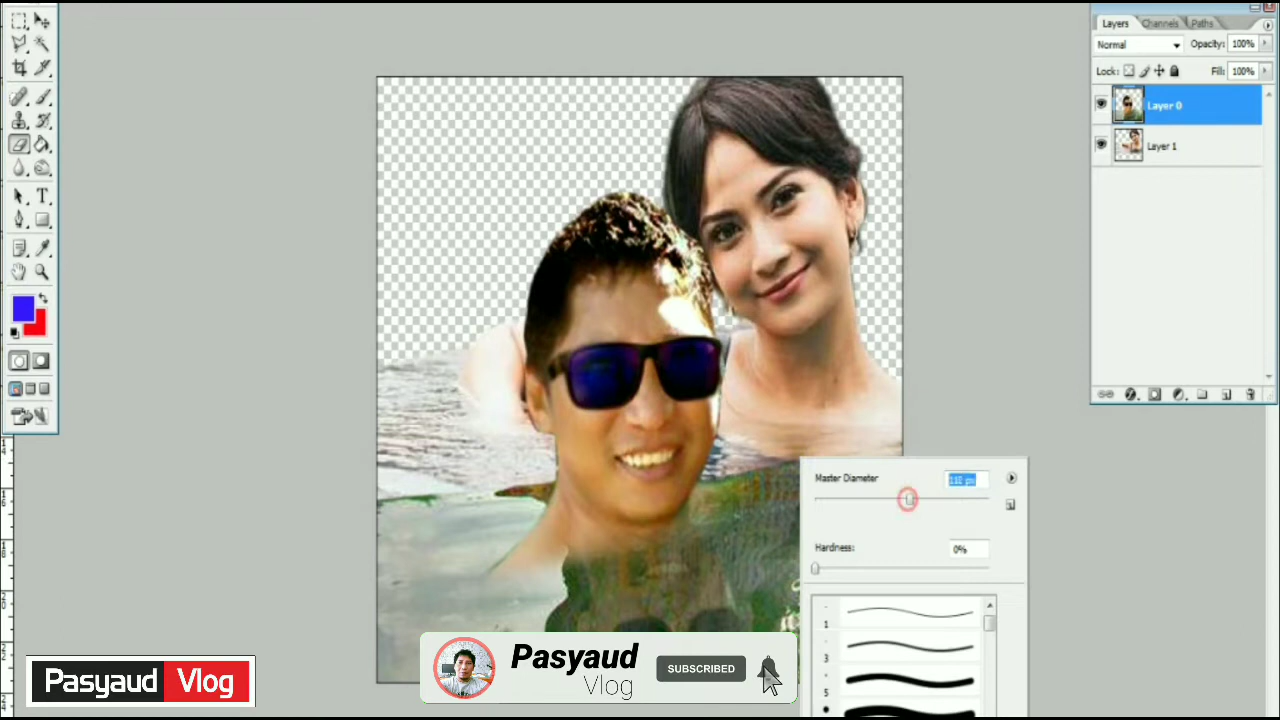 Layers Channels Paths
Normal Opacity: 100%
Lock: Fill: 100%
Layer 0
Layer 1
Master Diameter
Hardness: 0%
1
3
5
Pasyaud
Vlog
SUBSCRIBED
Pasyaud Vlog